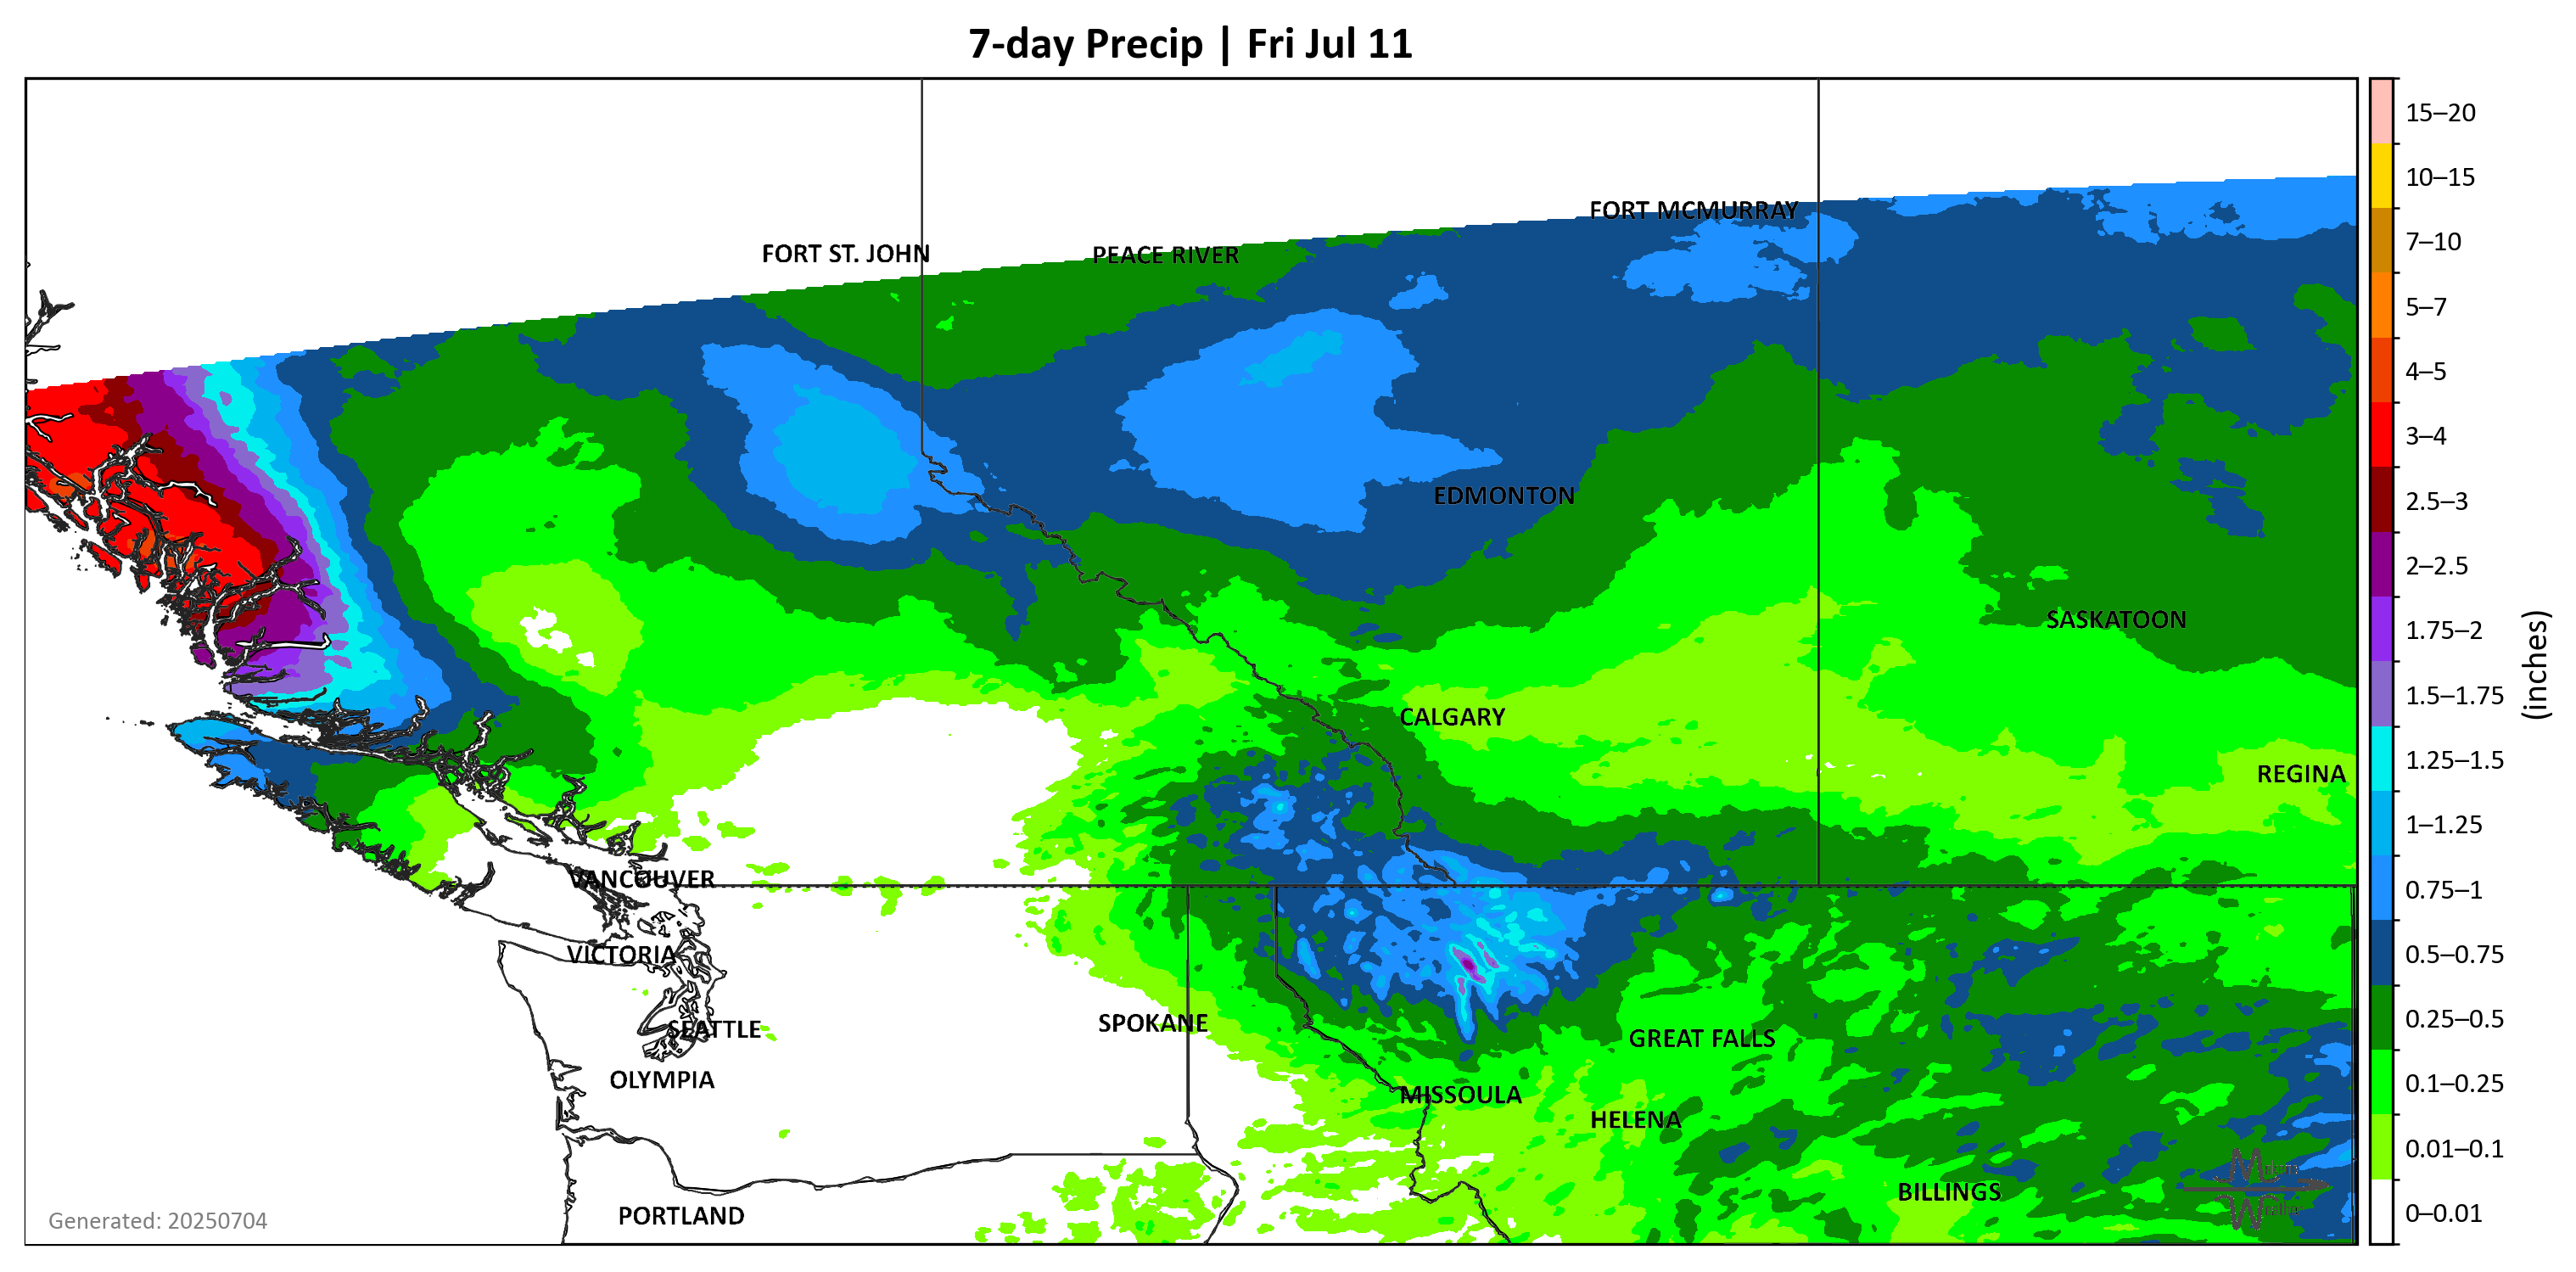 7-day Precip | Fri Jul 11
15–20
10–15
7–10
5–7
4–5
3–4
2.5–3
2–2.5
1.75–2
1.5–1.75
1.25–1.5
1–1.25
0.75–1
0.5–0.75
0.25–0.5
0.1–0.25
0.01–0.1
0–0.01
(inches)
FORT MCMURRAY
FORT ST. JOHN
PEACE RIVER
EDMONTON
SASKATOON
CALGARY
REGINA
VANCOUVER
VICTORIA
SPOKANE
SEATTLE
GREAT FALLS
OLYMPIA
MISSOULA
HELENA
BILLINGS
PORTLAND
Generated: 20250704